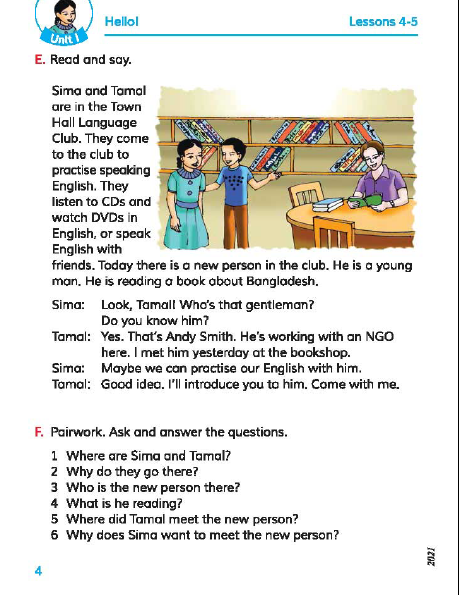 Hello!
Lessons 4-5
Unit 1
E. Read and say.
Sima and Tamal
are in the Town
Hall Language
Club. They come
to the club to
practise speaking
English. They
listen to CDs and
watch DVDs in
English, or speak
English with
friends. Today there is a new person in the club. He is a young
man. He is reading a book about Bangladesh.
Sima: Look, Tamal! Who's that gentleman?
Do you know him?
Tamal: Yes. That's Andy Smith. He's working with an NGO
here. I met him yesterday at the bookshop.
Sima: Maybe we can practise our English with him.
Tamal: Good idea. I'll introduce you to him. Come with me.
F. Pairwork. Ask and answer the questions.
1 Where are Sima and Tamal?
2 Why do they go there?
3 Who is the new person there?
4 What is he reading?
5 Where did Tamal meet the new person?
6 Why does Sima want to meet the new person?
4
2021